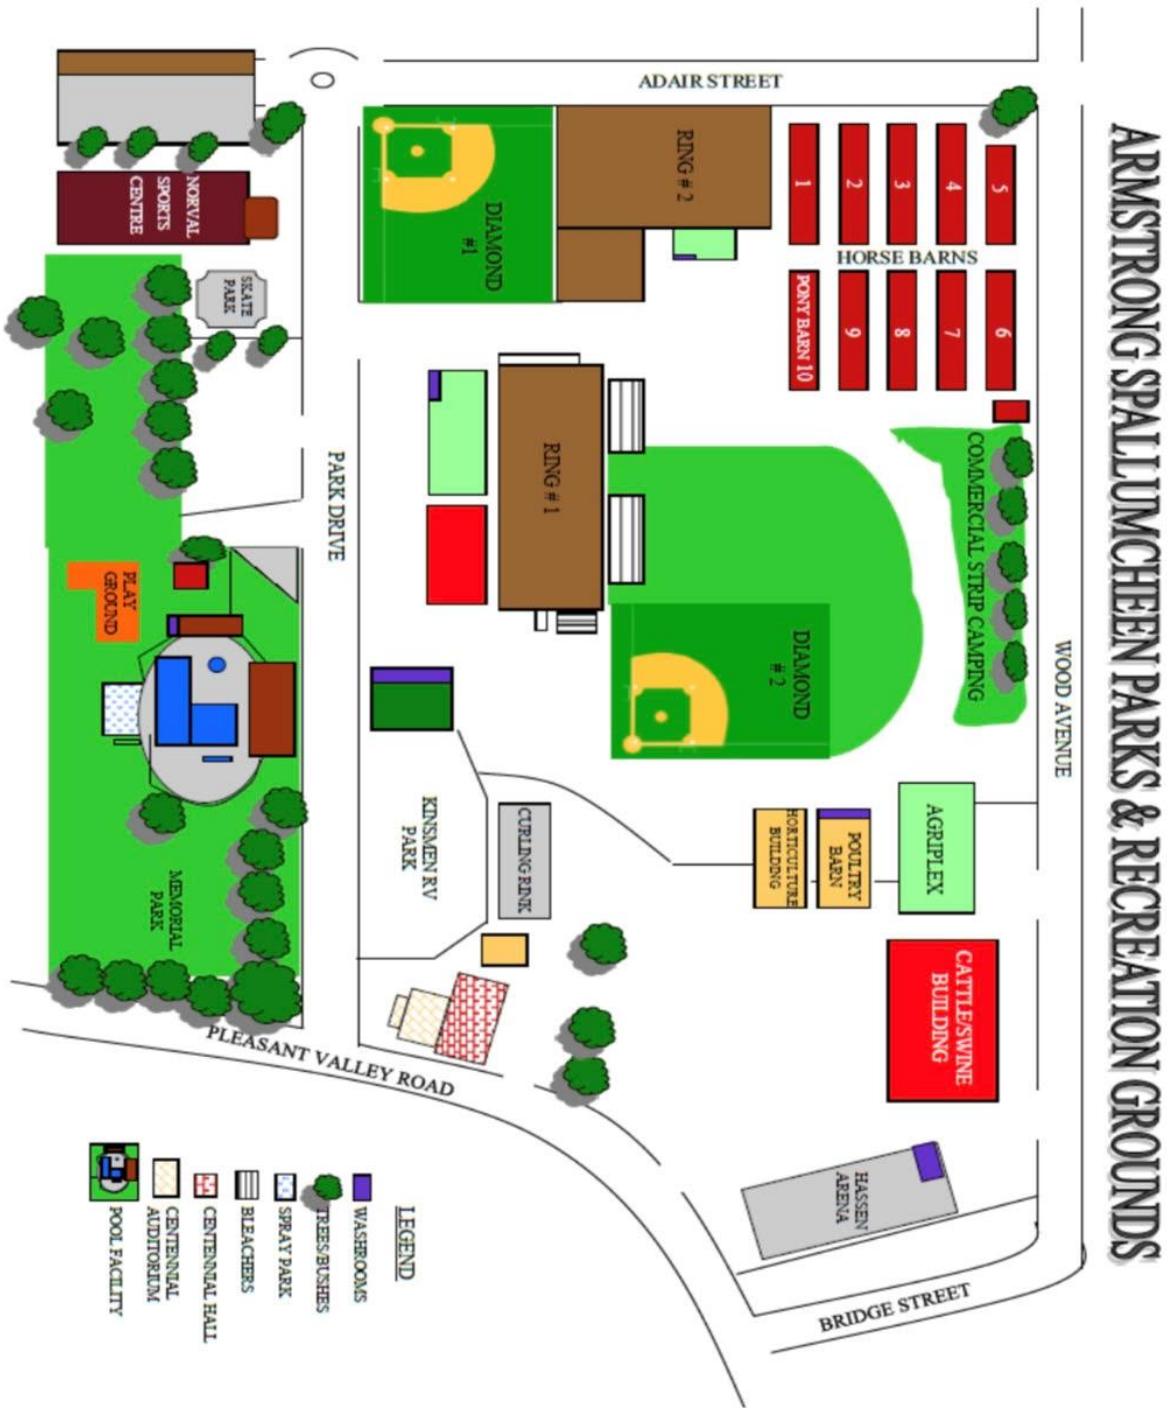 ARMSTRONG SPALLUMCHEEN PARKS & RECREATION GROUNDS
WOOD AVENUE
ADAIR STREET
5
4
3
2
1
HORSE BARNS
6
7
8
9
PONY BARN 10
RING # 2
DIAMOND
#1
COMMERCIAL STRIP CAMPING
RING # 1
DIAMOND
# 2
NORVAL
SPORTS
CENTRE
SKATE
PARK
PARK DRIVE
PLAY
GROUND
AGRIPLEX
POULTRY
BARN
HORTICULTURE
BUILDING
CURLING RINK
KINSMEN RV
PARK
MEMORIAL
PARK
CATTLE/SWINE
BUILDING
PLEASANT VALLEY ROAD
HASSEN
ARENA
BRIDGE STREET
LEGEND
WASHROOMS
TREES/BUSHES
SPRAY PARK
BLEACHERS
CENTENNIAL HALL
CENTENNIAL
AUDITORIUM
POOL FACILITY